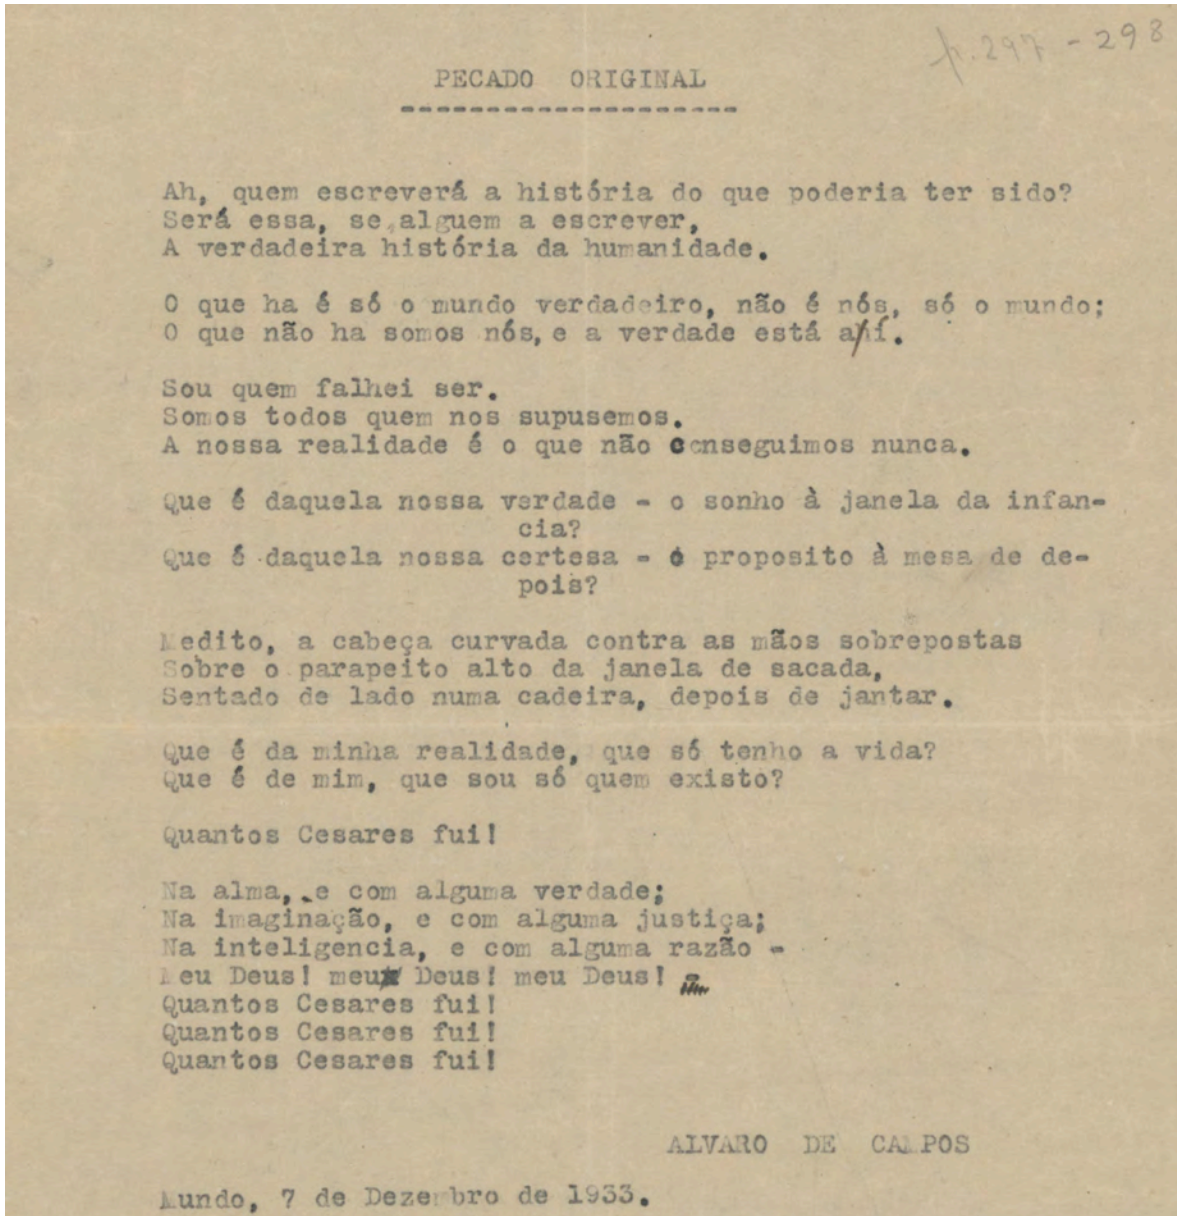 p. 297 - 298
PECADO ORIGINAL
--------------------
Ah, quem escreverá a história do que poderia ter sido?
Será essa, se alguem a escrever,
A verdadeira história da humanidade.
O que ha é só o mundo verdadeiro, não é nós, só o mundo;
O que não ha somos nós, e a verdade está aí.
Sou quem falhei ser.
Somos todos quem nos supusemos.
A nossa realidade é o que não conseguimos nunca.
Que é daquela nossa verdade - o sonho à janela da infan-
cia?
Que é daquela nossa certesa - o proposito à mesa de de-
pois?
Medito, a cabeça curvada contra as mãos sobrepostas
Sobre o parapeito alto da janela de sacada,
Sentado de lado numa cadeira, depois de jantar.
Que é da minha realidade, que só tenho a vida?
Que é de mim, que sou só quem existo?
Quantos Cesares fui!
Na alma, e com alguma verdade;
Na imaginação, e com alguma justiça;
Na inteligencia, e com alguma razão -
Meu Deus! meu Deus! meu Deus!
Quantos Cesares fui!
Quantos Cesares fui!
Quantos Cesares fui!
ALVARO DE CAMPOS
Mundo, 7 de Dezembro de 1933.